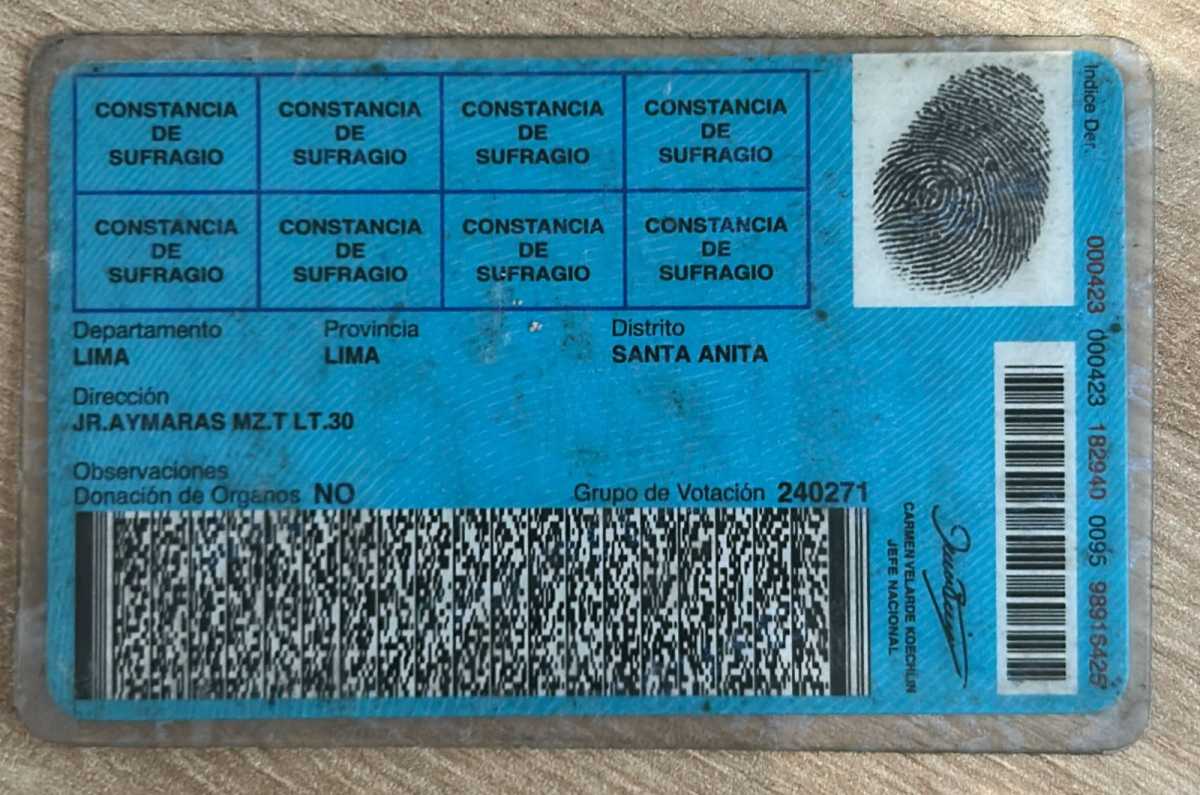 CONSTANCIA DE SUFRAGIO
CONSTANCIA DE SUFRAGIO
CONSTANCIA DE SUFRAGIO
CONSTANCIA DE SUFRAGIO
CONSTANCIA DE SUFRAGIO
CONSTANCIA DE SUFRAGIO
CONSTANCIA DE SUFRAGIO
CONSTANCIA DE SUFRAGIO
Indice Der.
Departamento Provincia Distrito
LIMA LIMA SANTA ANITA
Dirección
JR.AYMARAS MZ.T LT.30
Observaciones
Donación de Organos NO Grupo de Votación 240271
CARMEN VELARDE KOECHLIN
JEFE NACIONAL
000423 000423 182940 0095 98916425